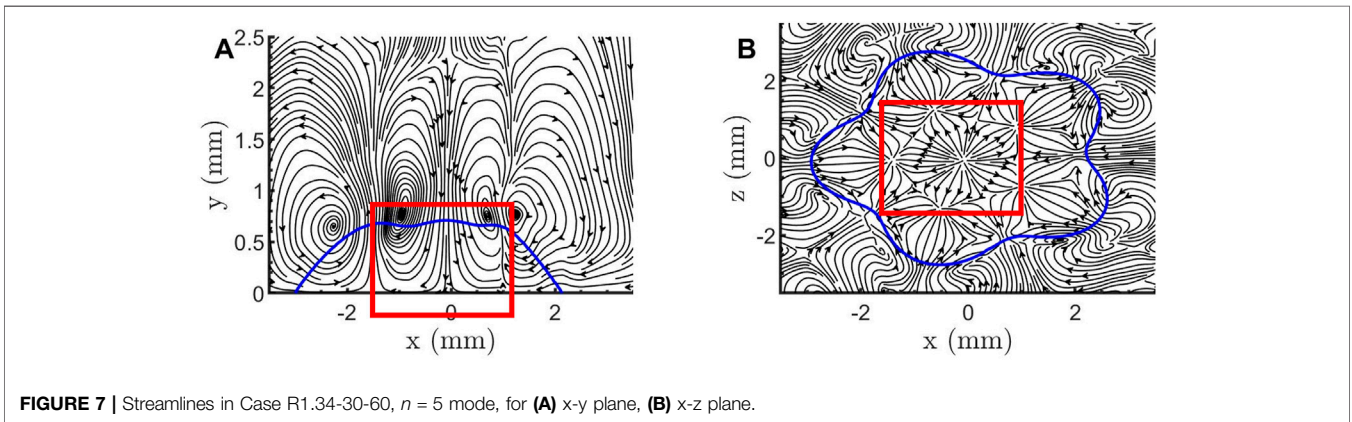 A
2.5
2
1.5
1
0.5
0
y (mm)
-2
0
2
x (mm)
B
2
0
-2
z (mm)
-2
0
2
x (mm)
FIGURE 7 | Streamlines in Case R1.34-30-60, n = 5 mode, for (A) x-y plane, (B) x-z plane.